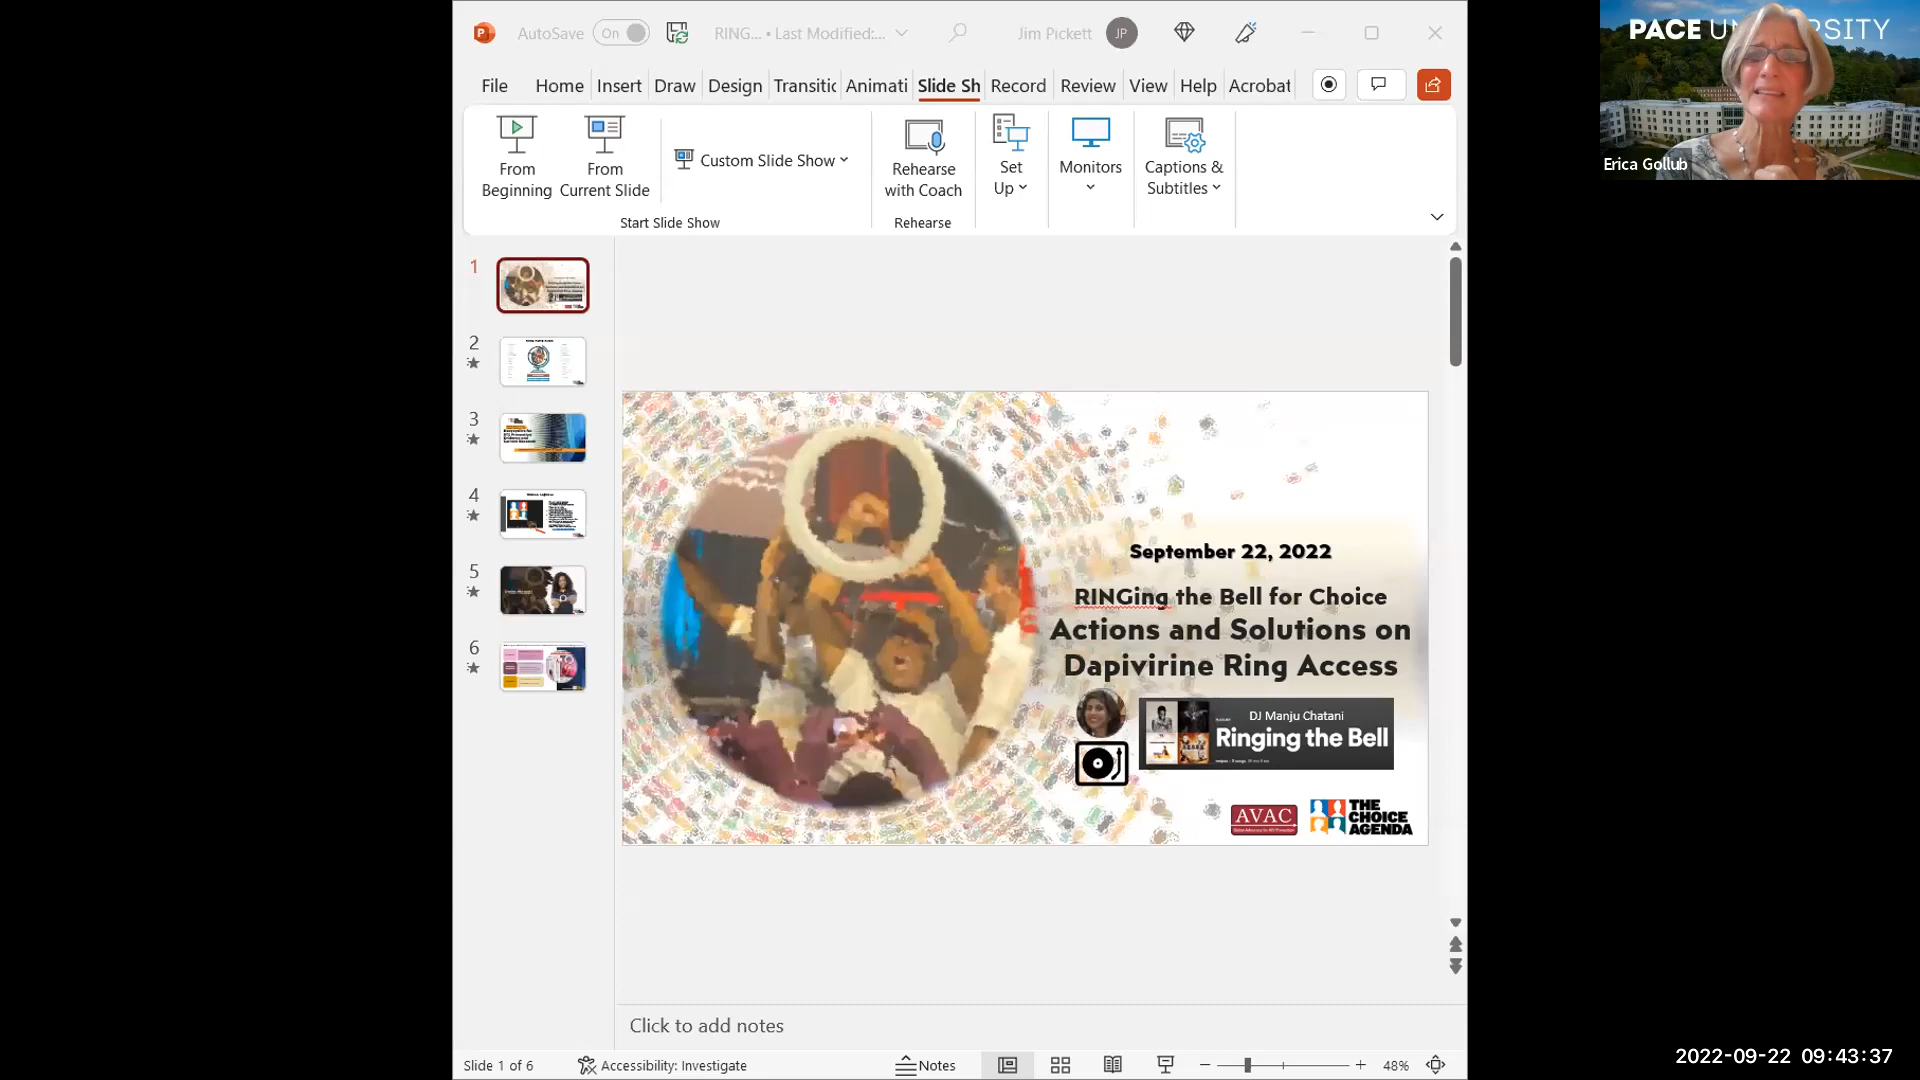 AutoSave On RING... • Last Modified:... Jim Pickett JP
File Home Insert Draw Design Transitic Animati Slide Sh Record Review View Help Acrobat
From Beginning
From Current Slide
Custom Slide Show
Start Slide Show
Rehearse with Coach
Rehearse
Set Up
Monitors
Captions & Subtitles
1
2
3
4
5
6
September 22, 2022
RINGing the Bell for Choice
Actions and Solutions on
Dapivirine Ring Access
DJ Manju Chatani
Ringing the Bell
AVAC
THE
CHOICE
AGENDA
Click to add notes
Slide 1 of 6 Accessibility: Investigate Notes 48%
PACE UNIVERSITY
Erica Gollub
2022-09-22 09:43:37